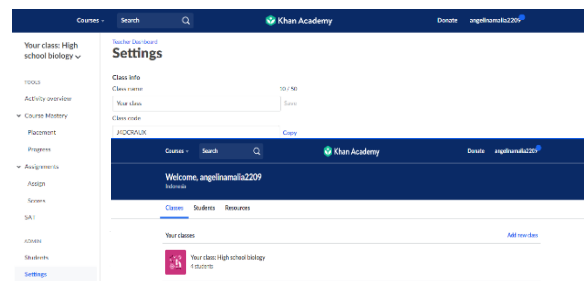 Courses Search Khan Academy Donate angelinamalia2209
Your class: High school biology
TOOLS
Activity overview
Course Mastery
Placement
Progress
Assignments
Assign
Scores
SAT
ADMIN
Students
Settings
Teacher Dashboard
Settings
Class info
Class name 10 / 50
Your class Save
Class code
Copy
Courses Search Khan Academy Donate angelinamalia2209
Welcome, angelinamalia2209
Indonesia
Classes Students Resources
Your classes Add new class
Your class: High school biology
4 students